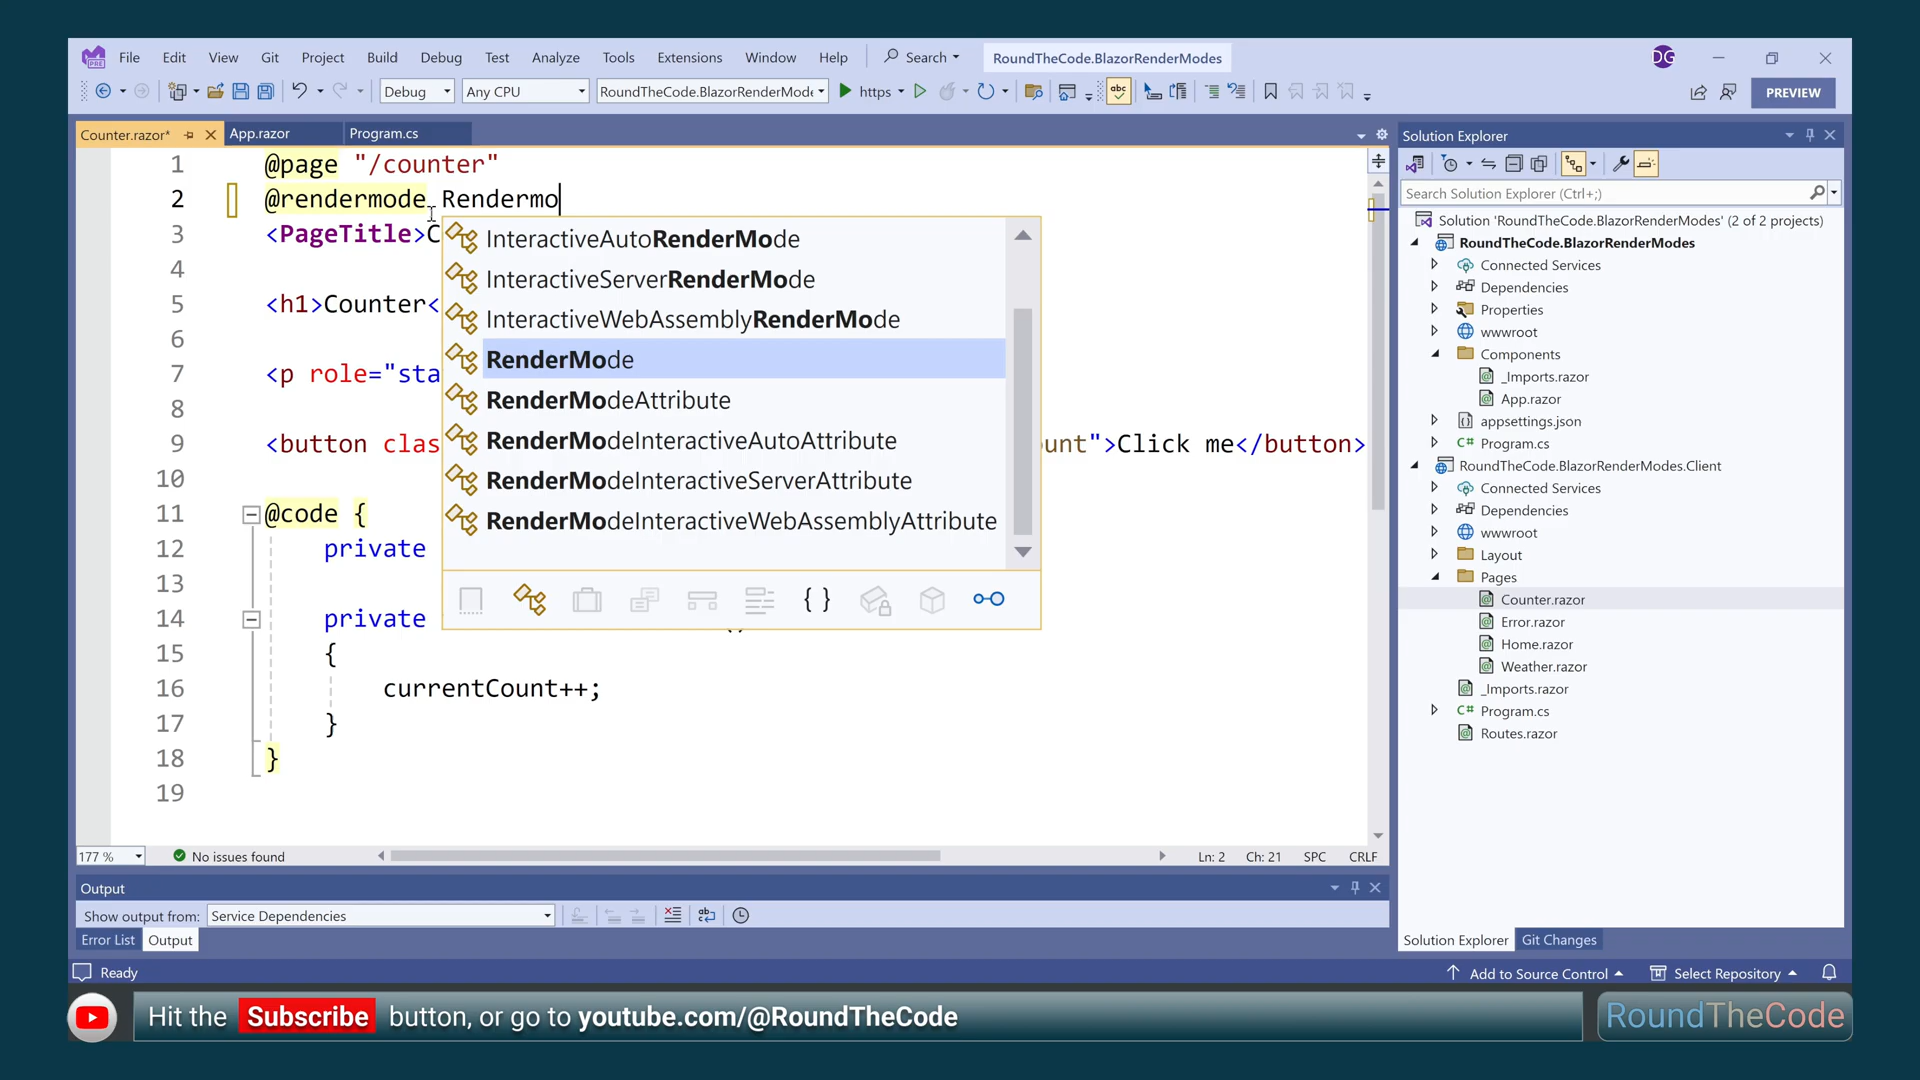 File Edit View Git Project Build Debug Test Analyze Tools Extensions Window Help Search RoundTheCode.BlazorRenderModes DG
Debug Any CPU RoundTheCode.BlazorRenderMode https PREVIEW
Counter.razor* App.razor Program.cs
1 @page "/counter"
2 @rendermode Rendermo
3 <PageTitle>C
4
5 <h1>Counter<
6
7 <p role="sta
8
9 <button clas ount">Click me</button>
10
11 @code {
12 private
13
14 private ()
15 {
16 currentCount++;
17 }
18 }
19
InteractiveAutoRenderMode
InteractiveServerRenderMode
InteractiveWebAssemblyRenderMode
RenderMode
RenderModeAttribute
RenderModeInteractiveAutoAttribute
RenderModeInteractiveServerAttribute
RenderModeInteractiveWebAssemblyAttribute
177 % No issues found Ln: 2 Ch: 21 SPC CRLF
Output
Show output from: Service Dependencies
Error List Output
Solution Explorer
Search Solution Explorer (Ctrl+;)
Solution 'RoundTheCode.BlazorRenderModes' (2 of 2 projects)
RoundTheCode.BlazorRenderModes
Connected Services
Dependencies
Properties
wwwroot
Components
_Imports.razor
App.razor
appsettings.json
C# Program.cs
RoundTheCode.BlazorRenderModes.Client
Connected Services
Dependencies
wwwroot
Layout
Pages
Counter.razor
Error.razor
Home.razor
Weather.razor
_Imports.razor
C# Program.cs
Routes.razor
Solution Explorer Git Changes
Ready Add to Source Control Select Repository
Hit the Subscribe button, or go to youtube.com/@RoundTheCode
RoundTheCode